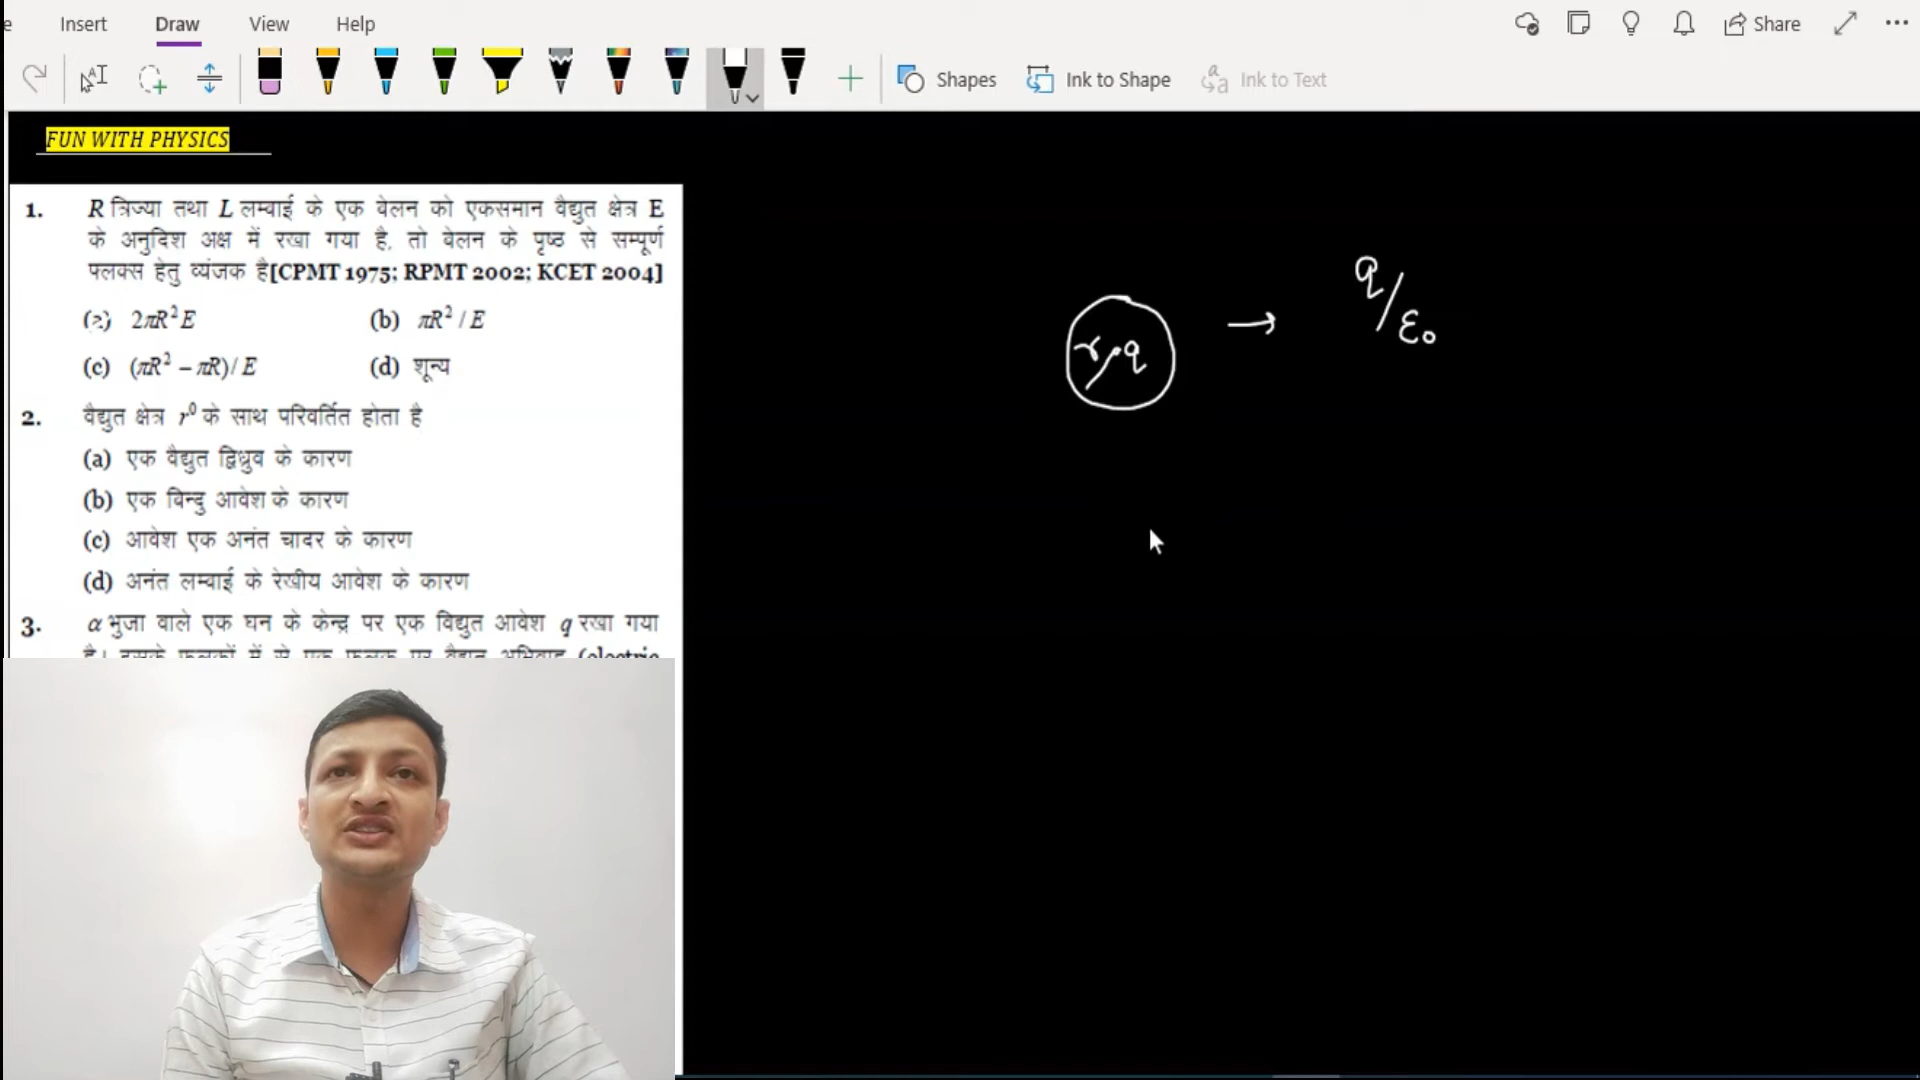 Insert Draw View Help Share
Shapes Ink to Shape Ink to Text
FUN WITH PHYSICS
1. R त्रिज्या तथा L लम्बाई के एक बेलन को एकसमान वैद्युत क्षेत्र E
के अनुदिश अक्ष में रखा गया है, तो बेलन के पृष्ठ से सम्पूर्ण
फ्लक्स हेतु व्यंजक है[CPMT 1975; RPMT 2002; KCET 2004]
(a) 2πR²E (b) πR² / E
(c) (πR² − πR)/ E (d) शून्य
2. वैद्युत क्षेत्र r⁰ के साथ परिवर्तित होता है
(a) एक वैद्युत द्विध्रुव के कारण
(b) एक बिन्दु आवेश के कारण
(c) आवेश एक अनंत चादर के कारण
(d) अनंत लम्बाई के रेखीय आवेश के कारण
3. α भुजा वाले एक घन के केन्द्र पर एक विद्युत आवेश q रखा गया
r q → q/ε₀